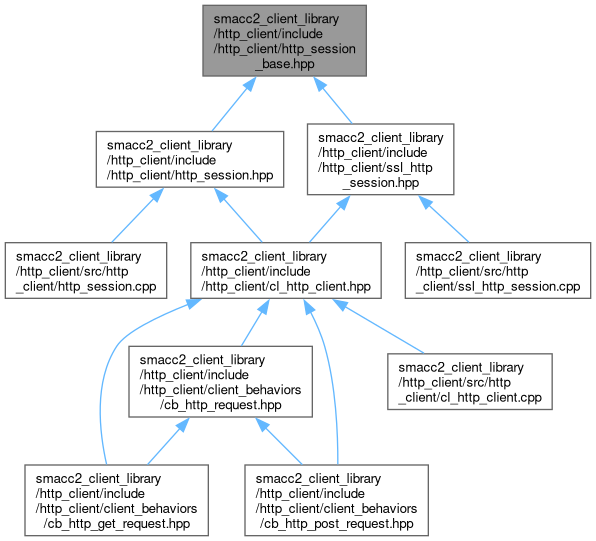 smacc2_client_library
/http_client/include
/http_client/http_session
_base.hpp
smacc2_client_library
/http_client/include
/http_client/http_session.hpp
smacc2_client_library
/http_client/include
/http_client/ssl_http
_session.hpp
smacc2_client_library
/http_client/src/http
_client/http_session.cpp
smacc2_client_library
/http_client/include
/http_client/cl_http_client.hpp
smacc2_client_library
/http_client/src/http
_client/ssl_http_session.cpp
smacc2_client_library
/http_client/include
/http_client/client_behaviors
/cb_http_request.hpp
smacc2_client_library
/http_client/src/http
_client/cl_http_client.cpp
smacc2_client_library
/http_client/include
/http_client/client_behaviors
/cb_http_get_request.hpp
smacc2_client_library
/http_client/include
/http_client/client_behaviors
/cb_http_post_request.hpp